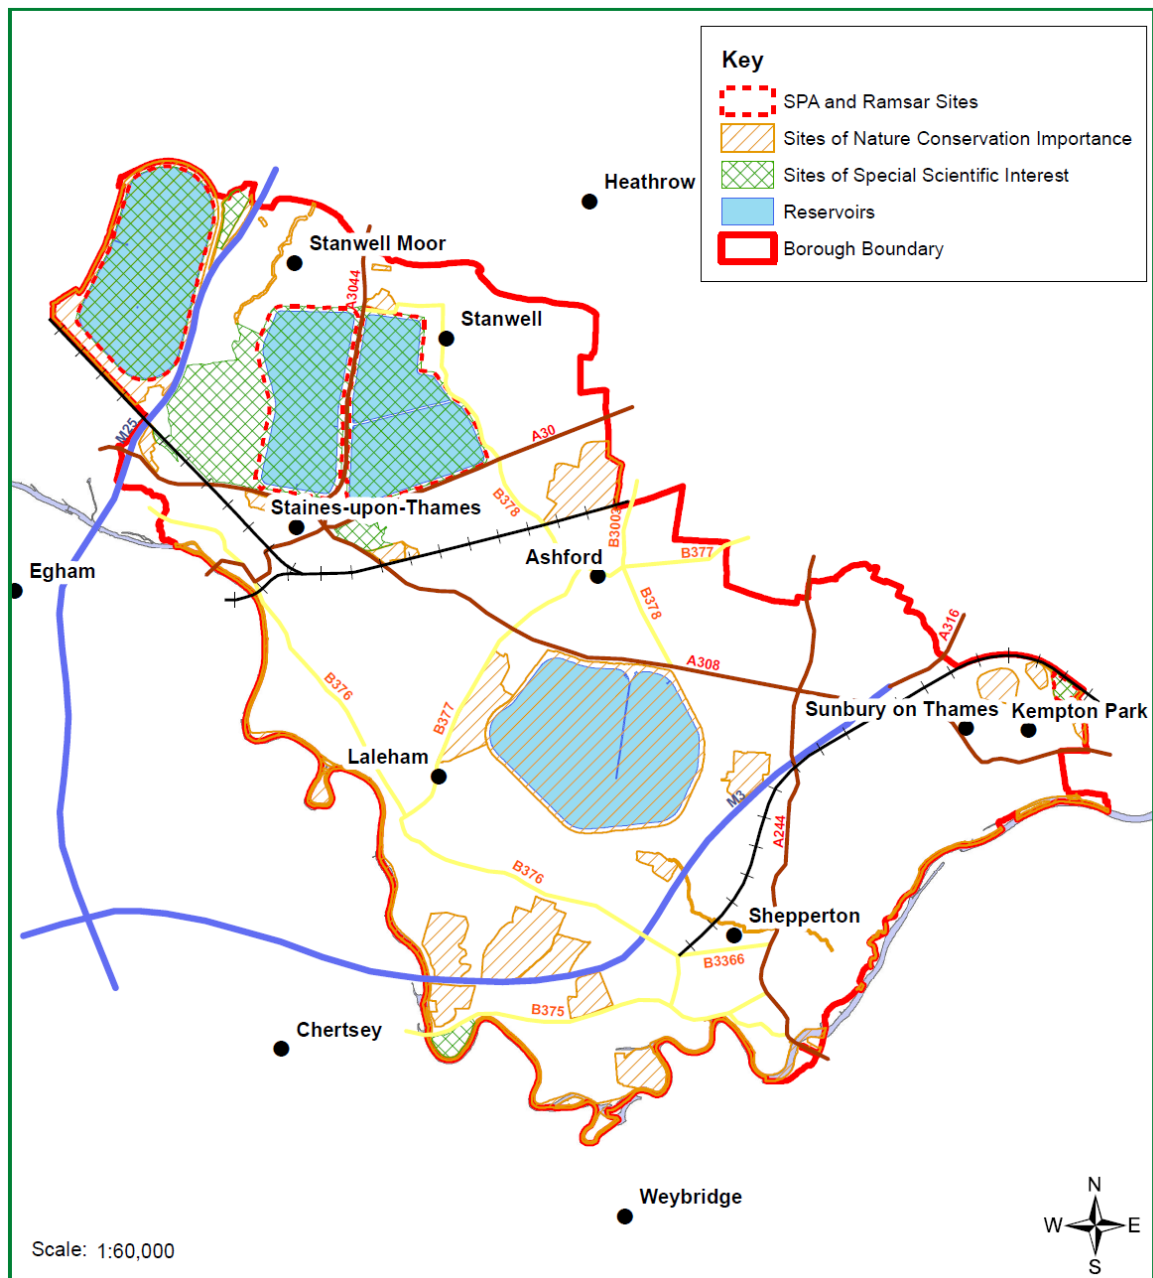 Key
SPA and Ramsar Sites
Sites of Nature Conservation Importance
Sites of Special Scientific Interest
Reservoirs
Borough Boundary
Heathrow
Stanwell Moor
A3044
Stanwell
M25
A30
B378
Staines-upon-Thames
B3003
Ashford
B377
Egham
B378
A316
A308
B376
B377
Sunbury on Thames
Kempton Park
Laleham
M3
A244
B376
Shepperton
B3366
B375
Chertsey
Weybridge
N
W
E
S
Scale: 1:60,000